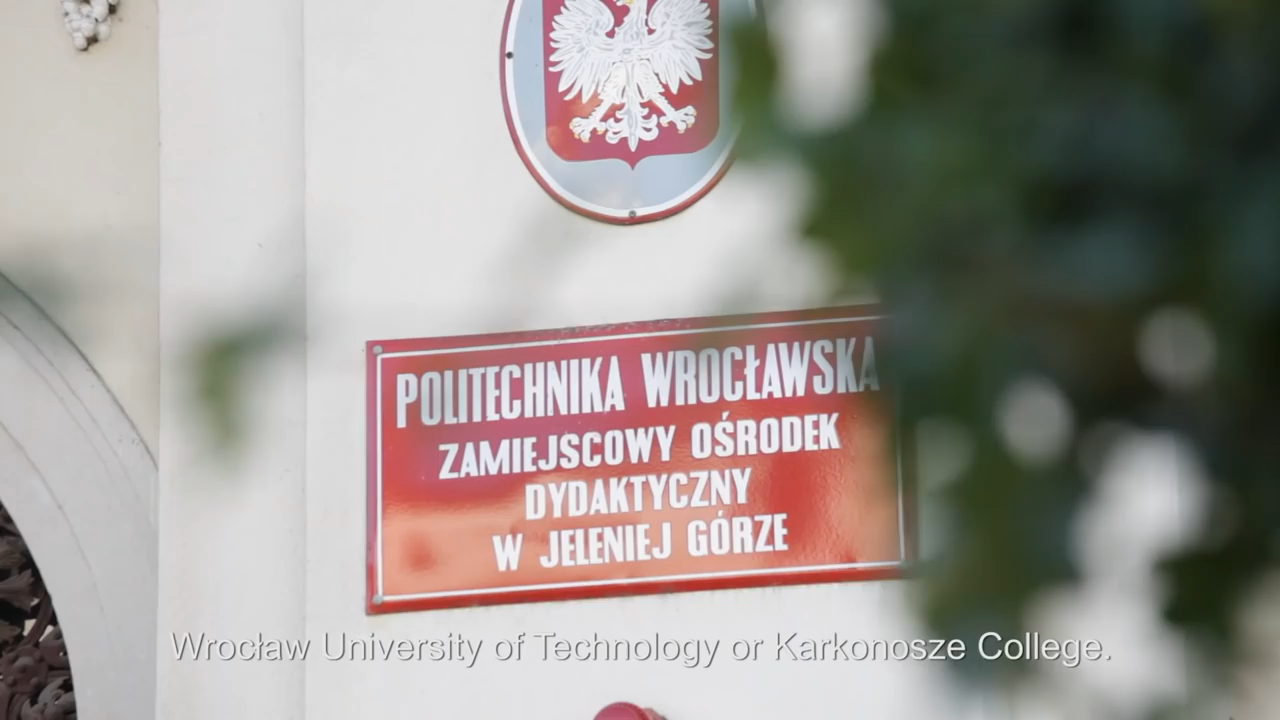 POLITECHNIKA WROCŁAWSKA
ZAMIEJSCOWY OŚRODEK
DYDAKTYCZNY
W JELENIEJ GÓRZE
Wrocław University of Technology or Karkonosze College.